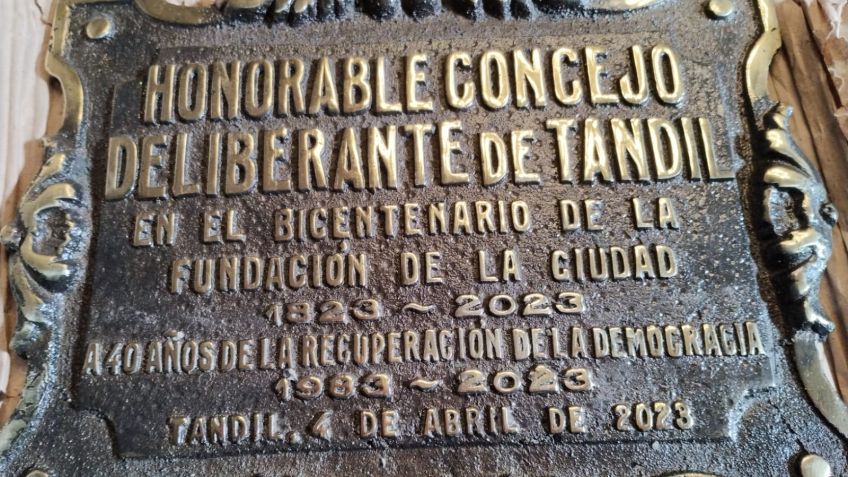 HONORABLE CONCEJO
DELIBERANTE DE TANDIL
EN EL BICENTENARIO DE LA
FUNDACIÓN DE LA CIUDAD
1823 ~ 2023
A 40 AÑOS DE LA RECUPERACIÓN DE LA DEMOCRACIA
1983 ~ 2023
TANDIL, 4 DE ABRIL DE 2023